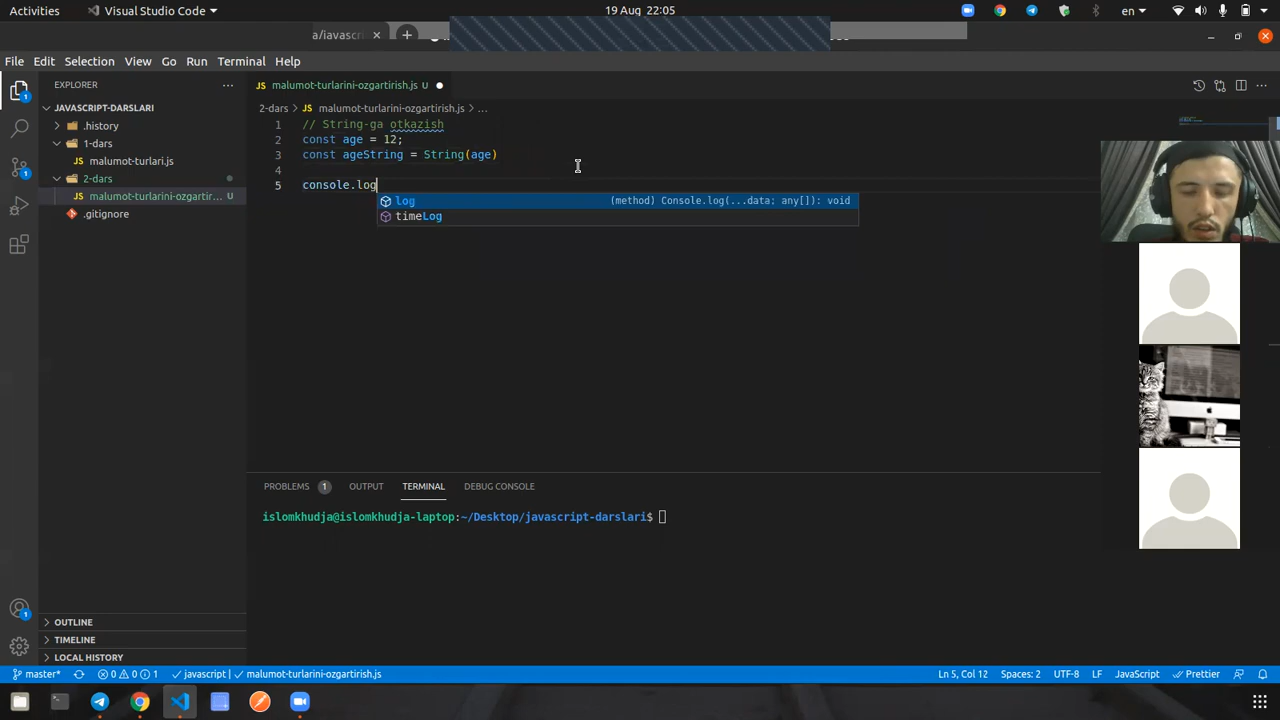 Activities
Visual Studio Code
19 Aug 22:05
en
a/javascri
File Edit Selection View Go Run Terminal Help
EXPLORER
JAVASCRIPT-DARSLARI
.history
1-dars
JS malumot-turlari.js
2-dars
JS malumot-turlarini-ozgartir... U
.gitignore
OUTLINE
TIMELINE
LOCAL HISTORY
JS malumot-turlarini-ozgartirish.js U
2-dars > JS malumot-turlarini-ozgartirish.js > ...
1 // String-ga otkazish
2 const age = 12;
3 const ageString = String(age)
4
5 console.log
log (method) Console.log(...data: any[]): void
timeLog
PROBLEMS 1 OUTPUT TERMINAL DEBUG CONSOLE
islomkhudja@islomkhudja-laptop:~/Desktop/javascript-darslari$
master* 0 0 1 javascript | malumot-turlarini-ozgartirish.js Ln 5, Col 12 Spaces: 2 UTF-8 LF JavaScript Prettier